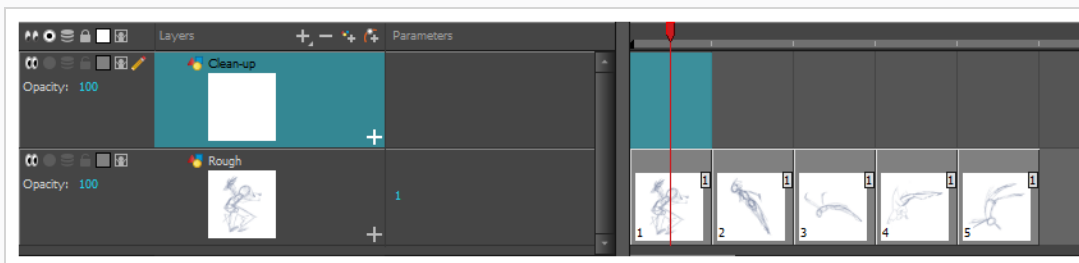 Layers Parameters
Clean-up
Opacity: 100
Rough
Opacity: 100
1
1 1 1 1 1
1 2 3 4 5